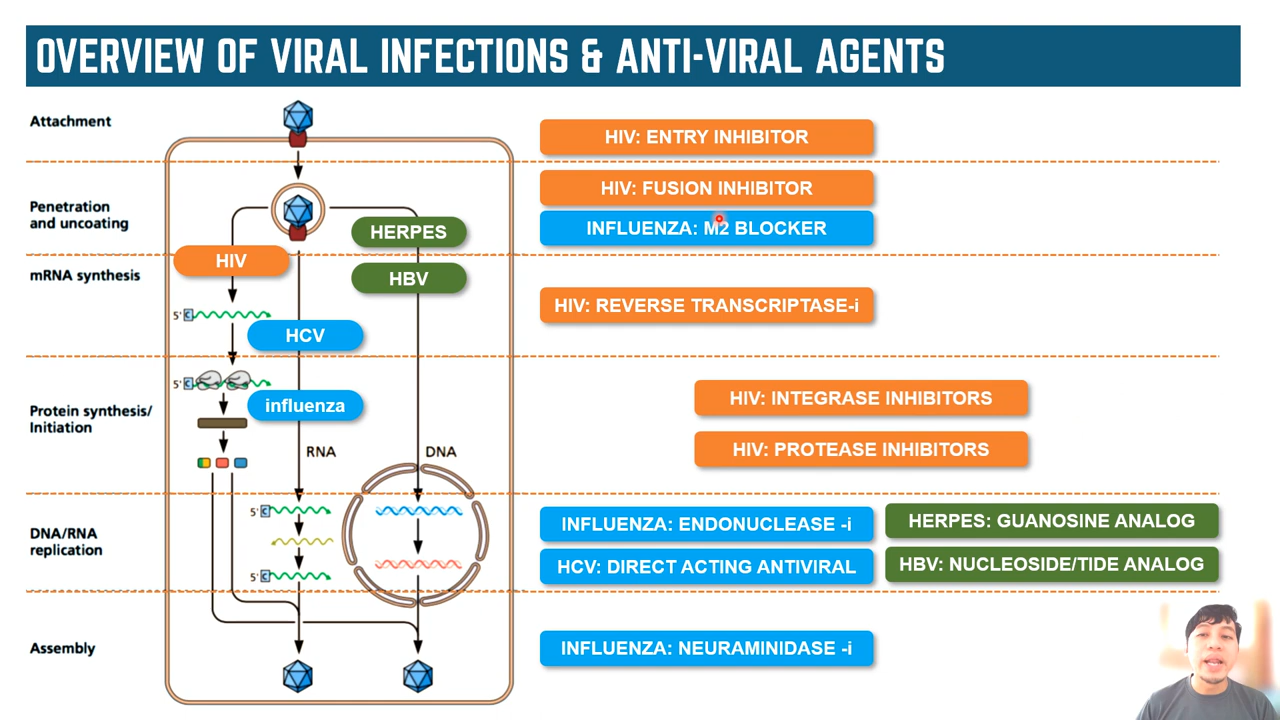 OVERVIEW OF VIRAL INFECTIONS & ANTI-VIRAL AGENTS
Attachment
HIV: ENTRY INHIBITOR
Penetration
and uncoating
HIV: FUSION INHIBITOR
INFLUENZA: M2 BLOCKER
HERPES
HIV
HBV
mRNA synthesis
HIV: REVERSE TRANSCRIPTASE-i
5' C
HCV
5' C
influenza
Protein synthesis/
Initiation
HIV: INTEGRASE INHIBITORS
HIV: PROTEASE INHIBITORS
RNA
DNA
DNA/RNA
replication
5' C
5' C
INFLUENZA: ENDONUCLEASE -i
HERPES: GUANOSINE ANALOG
HCV: DIRECT ACTING ANTIVIRAL
HBV: NUCLEOSIDE/TIDE ANALOG
Assembly
INFLUENZA: NEURAMINIDASE -i